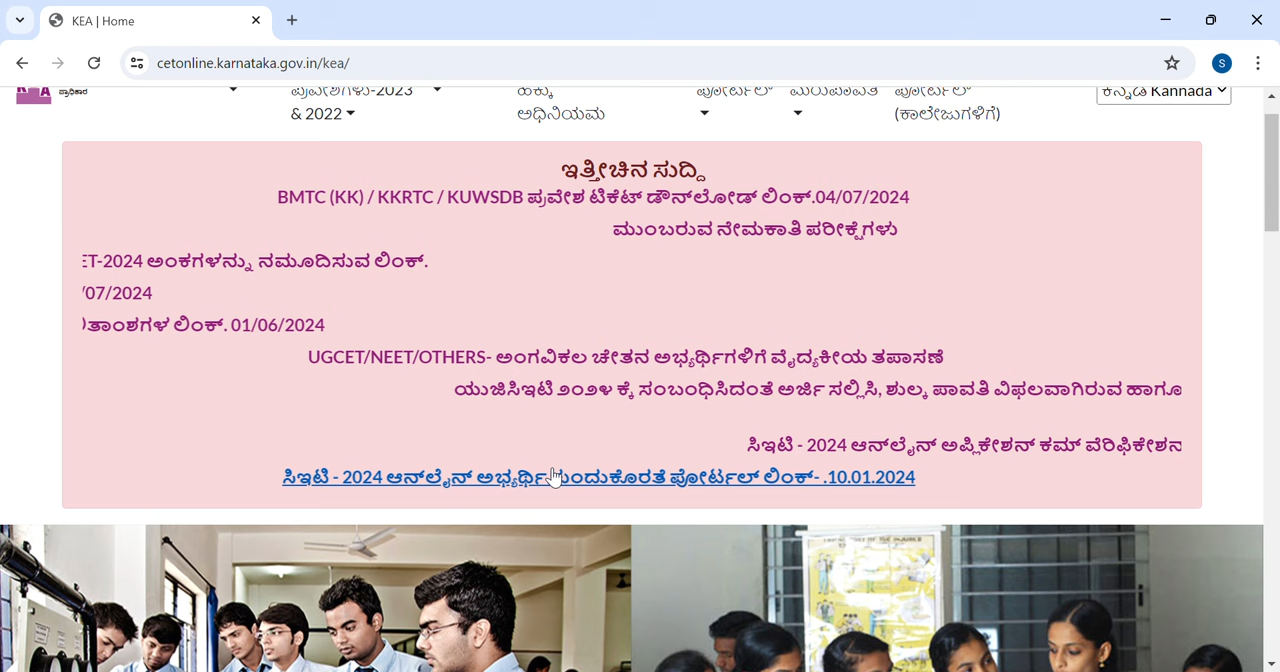 KEA | Home
cetonline.karnataka.gov.in/kea/
S
ಪ್ರಾಧಿಕಾರ
ಪ್ರವೇಶಗಳು-2023
& 2022
ಹಕ್ಕು
ಅಧಿನಿಯಮ
ಪೋರ್ಟಲ್
ಮರುಪಾವತಿ
ಪೋರ್ಟಲ್
(ಕಾಲೇಜುಗಳಿಗೆ)
ಕನ್ನಡ Kannada
ಇತ್ತೀಚಿನ ಸುದ್ದಿ
BMTC (KK) / KKRTC / KUWSDB ಪ್ರವೇಶ ಟಿಕೆಟ್ ಡೌನ್‌ಲೋಡ್ ಲಿಂಕ್.04/07/2024
ಮುಂಬರುವ ನೇಮಕಾತಿ ಪರೀಕ್ಷೆಗಳು
ET-2024 ಅಂಕಗಳನ್ನು ನಮೂದಿಸುವ ಲಿಂಕ್.
/07/2024
ತಾಂಶಗಳ ಲಿಂಕ್. 01/06/2024
UGCET/NEET/OTHERS- ಅಂಗವಿಕಲ ಚೇತನ ಅಭ್ಯರ್ಥಿಗಳಿಗೆ ವೈದ್ಯಕೀಯ ತಪಾಸಣೆ
ಯುಜಿಸಿಇಟಿ ೨೦೨೪ ಕ್ಕೆ ಸಂಬಂಧಿಸಿದಂತೆ ಅರ್ಜಿ ಸಲ್ಲಿಸಿ, ಶುಲ್ಕ ಪಾವತಿ ವಿಫಲವಾಗಿರುವ ಹಾಗೂ
ಸಿಇಟಿ - 2024 ಆನ್‌ಲೈನ್ ಅಪ್ಲಿಕೇಶನ್ ಕಮ್ ವೆರಿಫಿಕೇಶನ
ಸಿಇಟಿ - 2024 ಆನ್‌ಲೈನ್ ಅಭ್ಯರ್ಥಿ ಕುಂದುಕೊರತೆ ಪೋರ್ಟಲ್ ಲಿಂಕ್- .10.01.2024